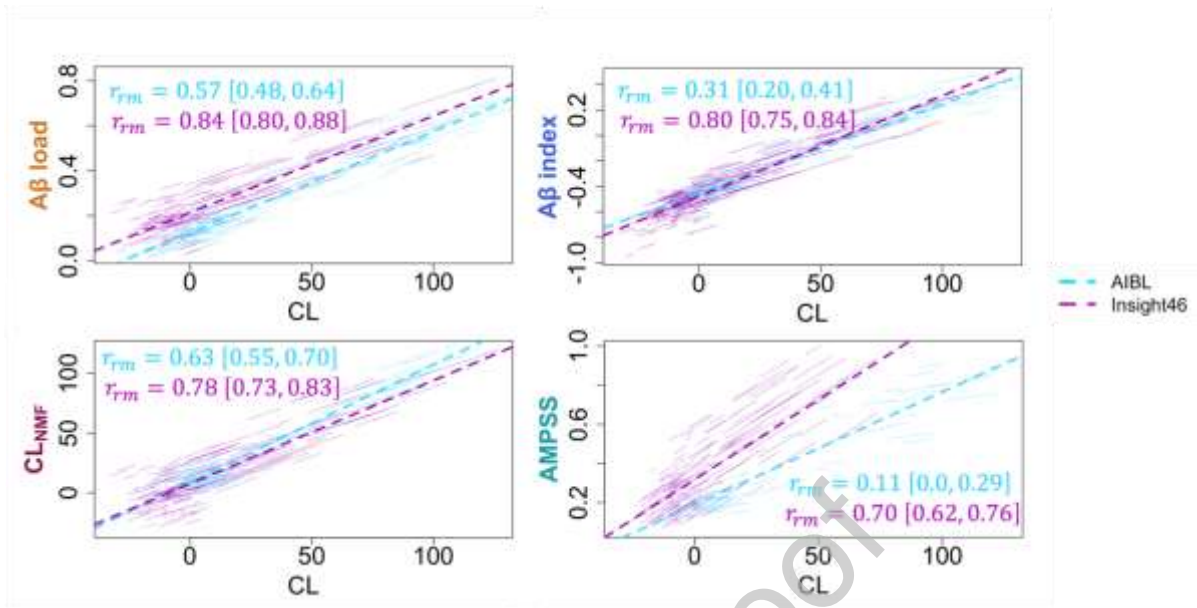 Aβ load
0.8
0.4
0.0
r_rm = 0.57 [0.48, 0.64]
r_rm = 0.84 [0.80, 0.88]
0 50 100
CL
Aβ index
0.2
-0.4
-1.0
r_rm = 0.31 [0.20, 0.41]
r_rm = 0.80 [0.75, 0.84]
0 50 100
CL
AIBL
Insight46
CL_NMF
100
50
0
r_rm = 0.63 [0.55, 0.70]
r_rm = 0.78 [0.73, 0.83]
0 50 100
CL
AMPSS
1.0
0.6
0.2
r_rm = 0.11 [0.0, 0.29]
r_rm = 0.70 [0.62, 0.76]
0 50 100
CL